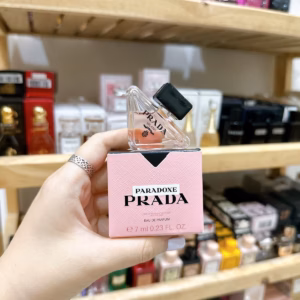 PRADA
PARADOXE
PRADA
EAU DE PARFUM
7 ml 0.23 FL. OZ